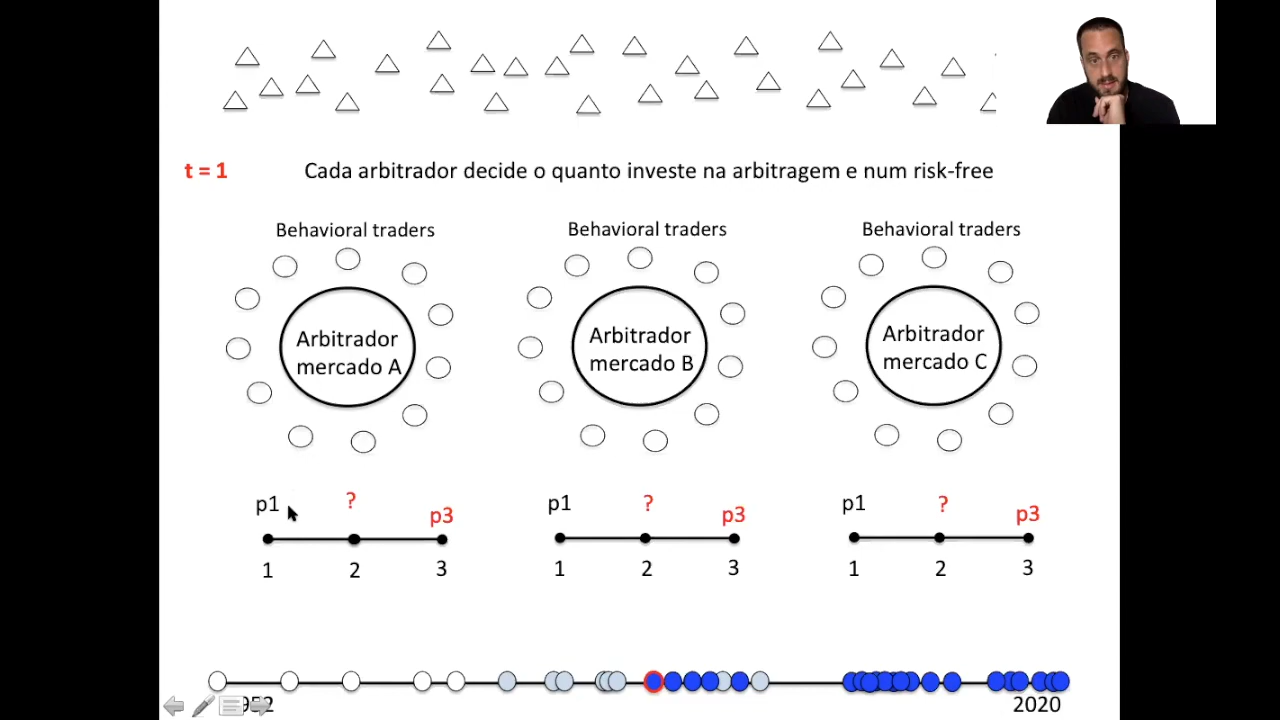 t = 1
Cada arbitrador decide o quanto investe na arbitragem e num risk-free
Behavioral traders
Behavioral traders
Behavioral traders
Arbitrador
mercado A
Arbitrador
mercado B
Arbitrador
mercado C
p1
?
p3
1
2
3
p1
?
p3
1
2
3
p1
?
p3
1
2
3
2020